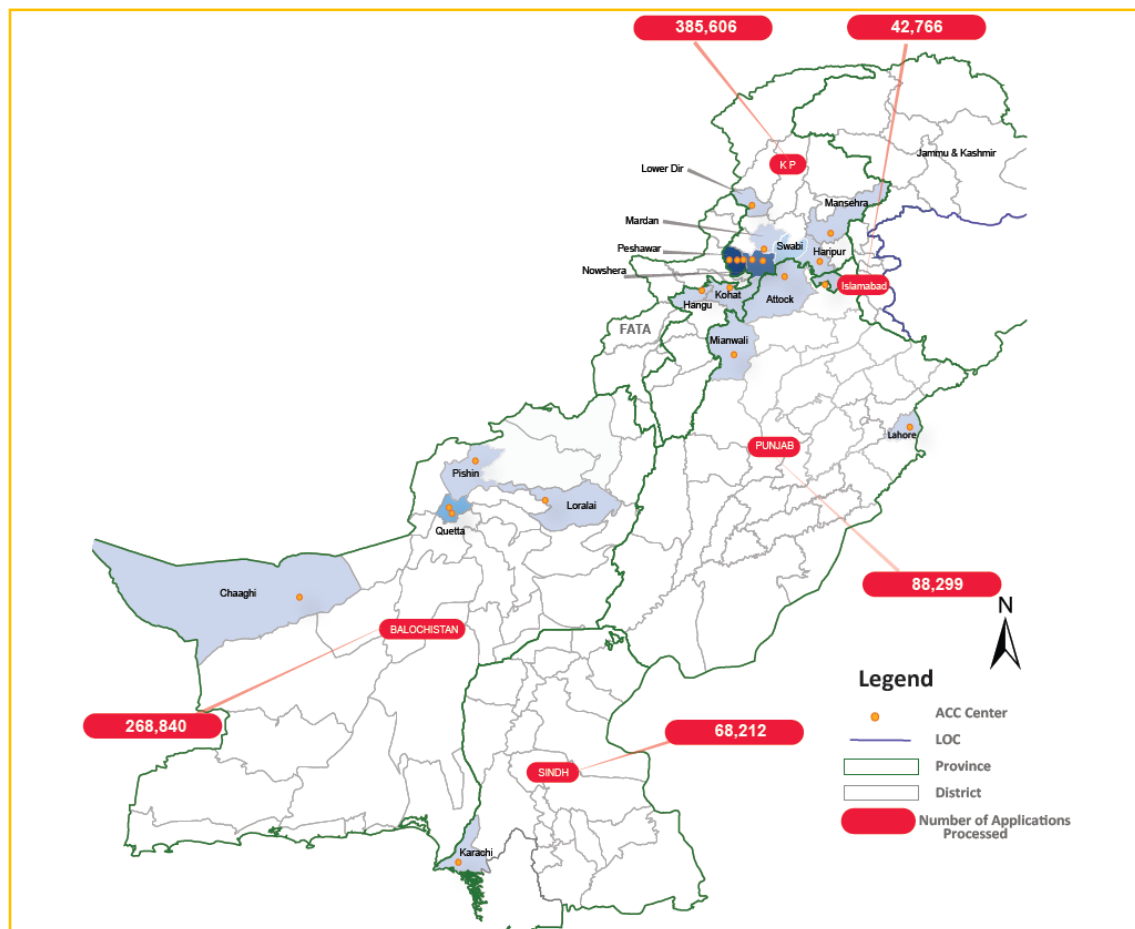 385,606
42,766
Jammu & Kashmir
K P
Lower Dir
Mansehra
Mardan
Swabi
Peshawar
Haripur
Nowshera
Islamabad
Kohat
Attock
Hangu
FATA
Mianwali
Lahore
PUNJAB
Pishin
Loralai
Quetta
Chaaghi
88,299
N
BALOCHISTAN
Legend
ACC Center
268,840
68,212
LOC
Province
SINDH
District
Number of Applications
Processed
Karachi